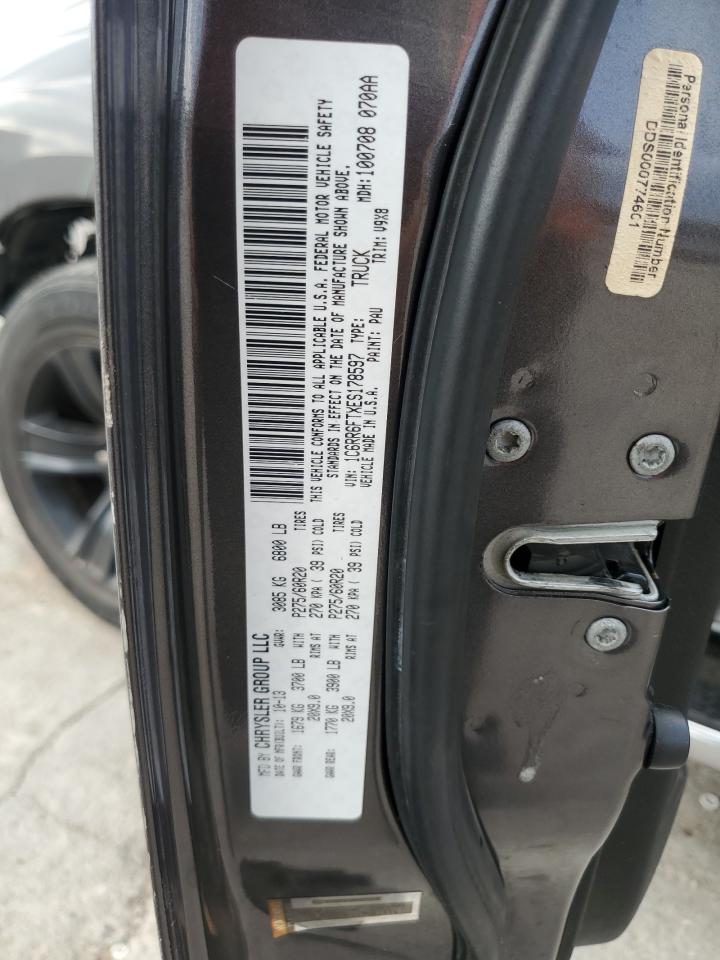 MFD BY CHRYSLER GROUP LLC
DATE OF MFR(BUILT): 10-13 GVWR: 3085 KG 6800 LB
GAWR FRONT: 1679 KG 3700 LB WITH P275/60R20 TIRES
20X9.0 RIMS AT 270 KPA ( 39 PSI) COLD
GAWR REAR: 1770 KG 3900 LB WITH P275/60R20 TIRES
20X9.0 RIMS AT 270 KPA ( 39 PSI) COLD
THIS VEHICLE CONFORMS TO ALL APPLICABLE U.S.A. FEDERAL MOTOR VEHICLE SAFETY
STANDARDS IN EFFECT ON THE DATE OF MANUFACTURE SHOWN ABOVE.
VIN: 1C6RR6FTXES178597 TYPE: TRUCK MDH:100708 070AA
VEHICLE MADE IN U.S.A. PAINT: PAU TRIM: V9X8
Personal Identification Number
DDS000774601